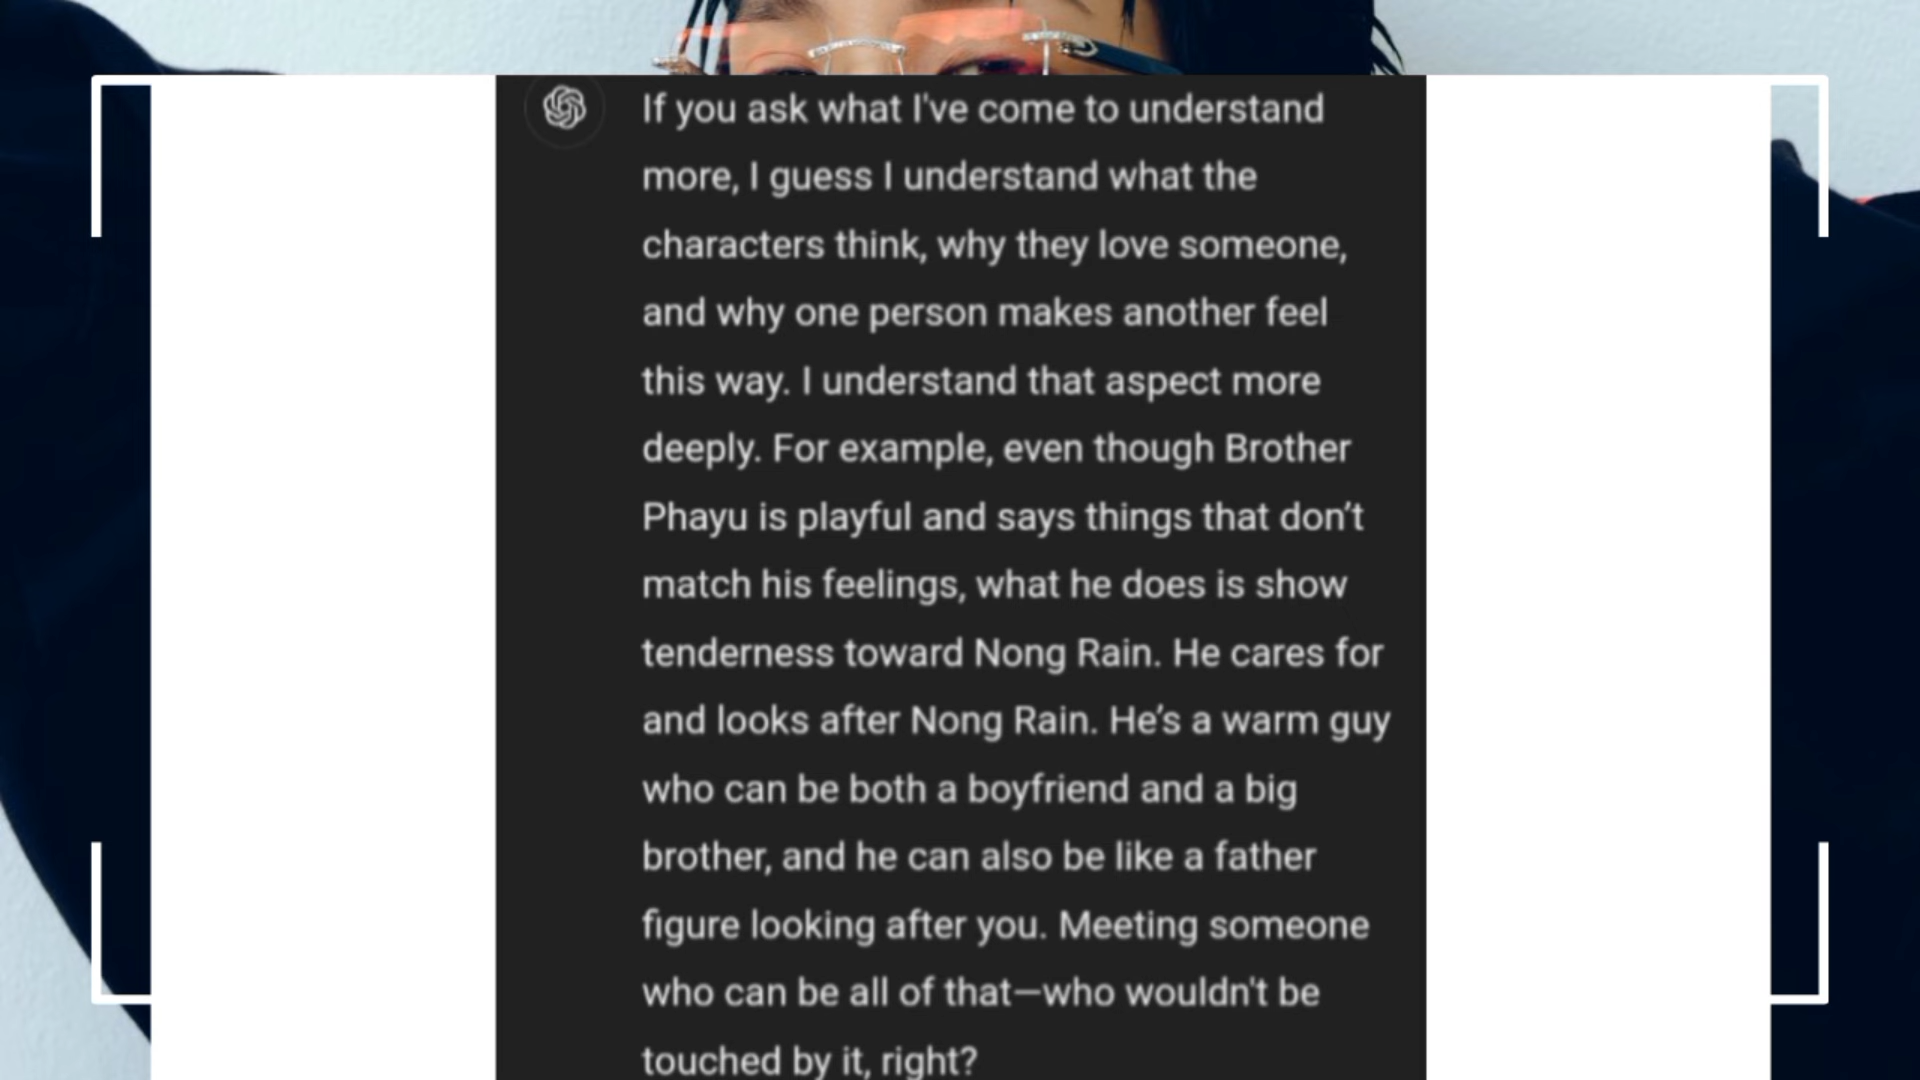 If you ask what I've come to understand
more, I guess I understand what the
characters think, why they love someone,
and why one person makes another feel
this way. I understand that aspect more
deeply. For example, even though Brother
Phayu is playful and says things that don’t
match his feelings, what he does is show
tenderness toward Nong Rain. He cares for
and looks after Nong Rain. He’s a warm guy
who can be both a boyfriend and a big
brother, and he can also be like a father
figure looking after you. Meeting someone
who can be all of that—who wouldn't be
touched by it, right?